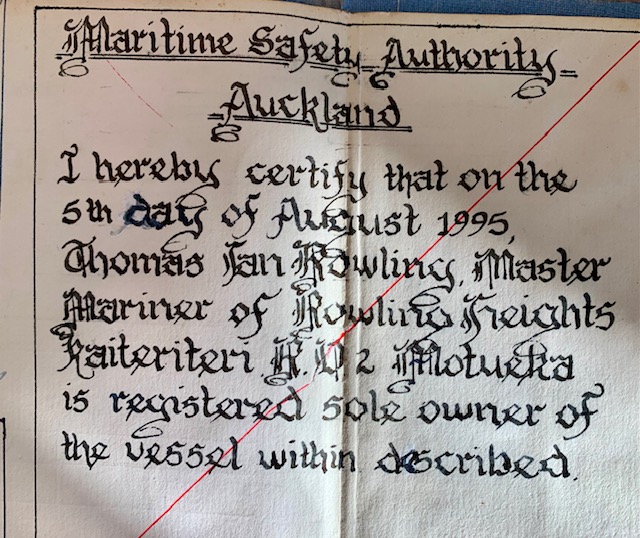 Maritime Safety Authority
Auckland
I hereby certify that on the
5th day of August 1995,
Thomas Ian Rowling, Master
Mariner of Rowling Heights
Kaiteriteri R.D 2 Motueka
is registered sole owner of
the vessel within described.